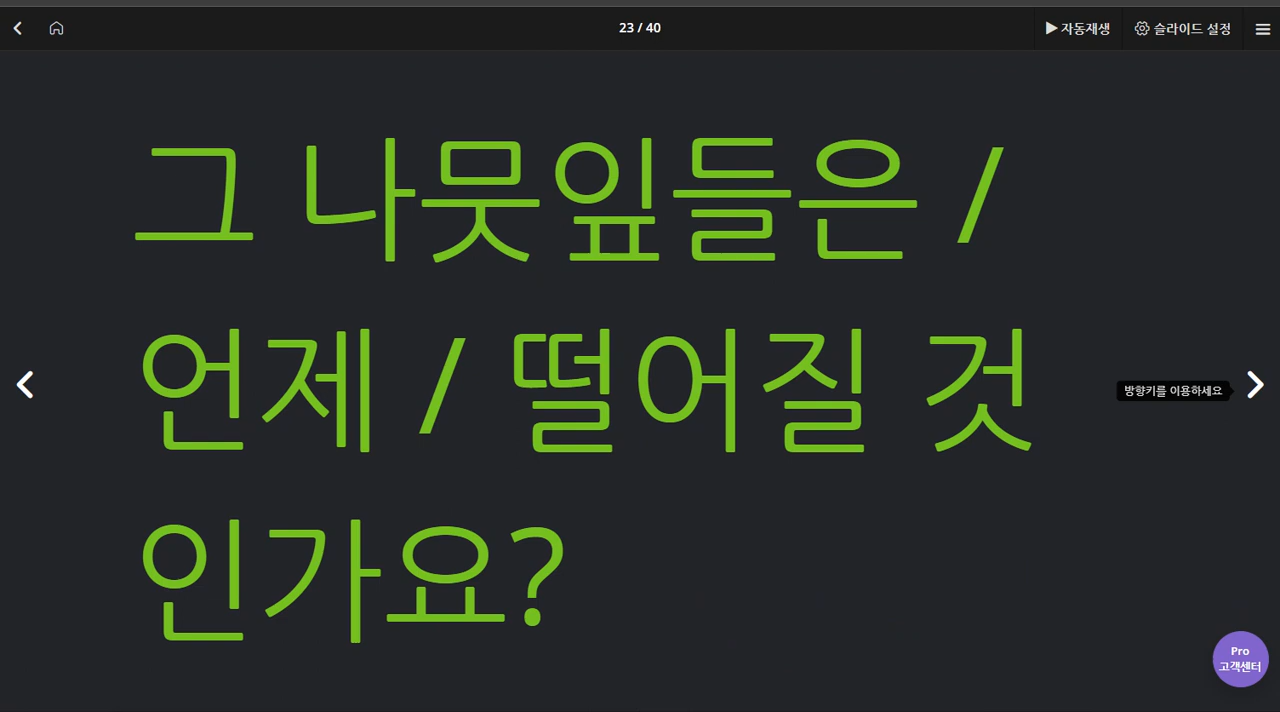 23 / 40
▶ 자동재생
슬라이드 설정
그 나뭇잎들은 /
언제 / 떨어질 것
인가요?
방향키를 이용하세요
Pro
고객센터